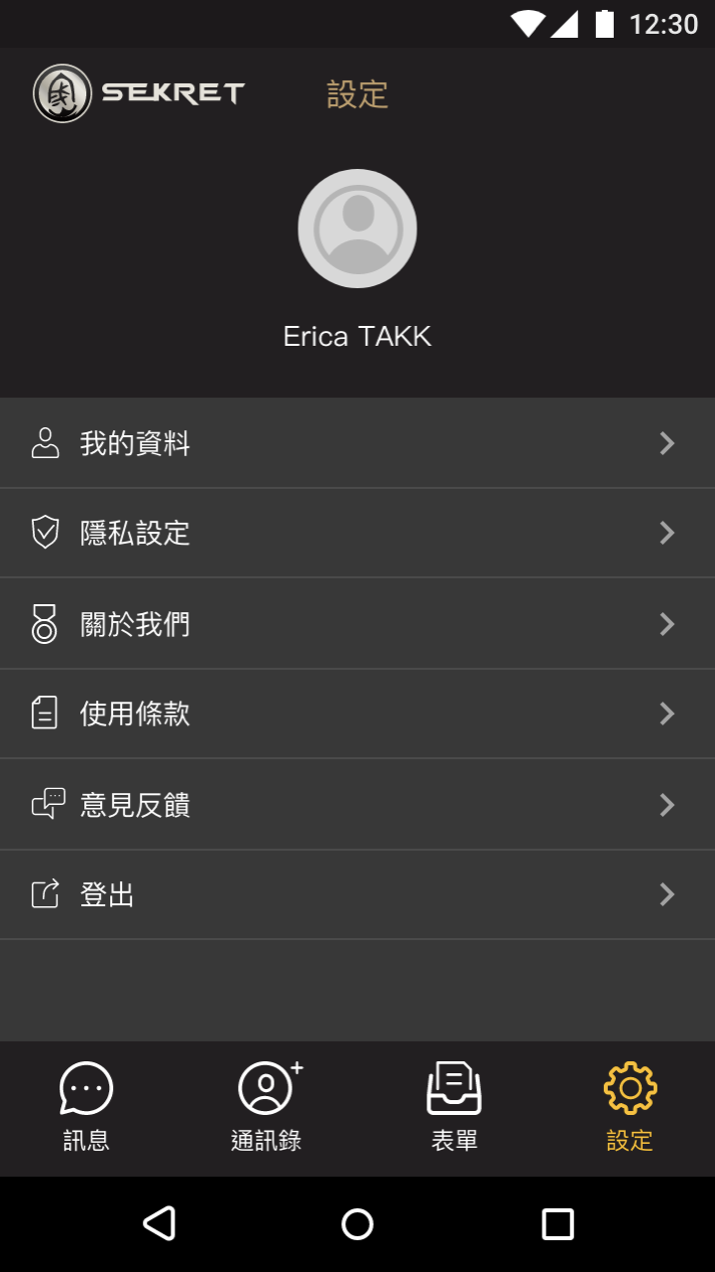 12:30
SEKRET
設定
Erica TAKK
我的資料
隱私設定
關於我們
使用條款
意見反饋
登出
訊息
通訊錄
表單
設定